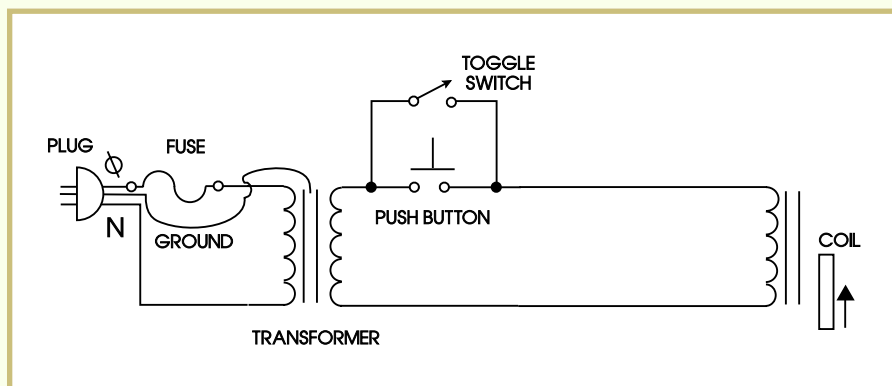 TOGGLE
SWITCH
PLUG
FUSE
N
GROUND
PUSH BUTTON
COIL
TRANSFORMER